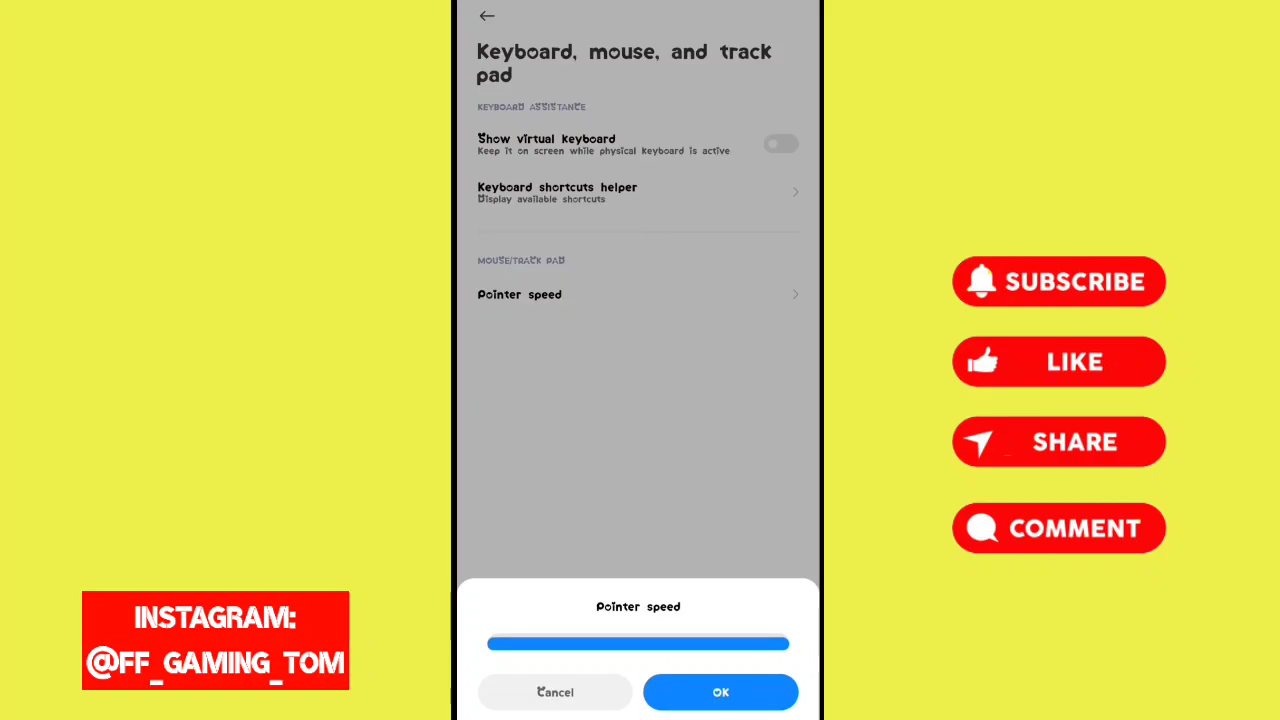 Keyboard, mouse, and track
pad
KEYBOARD ASSISTANCE
Show virtual keyboard
Keep it on screen while physical keyboard is active
Keyboard shortcuts helper
Display available shortcuts
MOUSE/TRACK PAD
Pointer speed
SUBSCRIBE
LIKE
SHARE
COMMENT
INSTAGRAM:
@FF_GAMING_TOM
Pointer speed
Cancel
OK